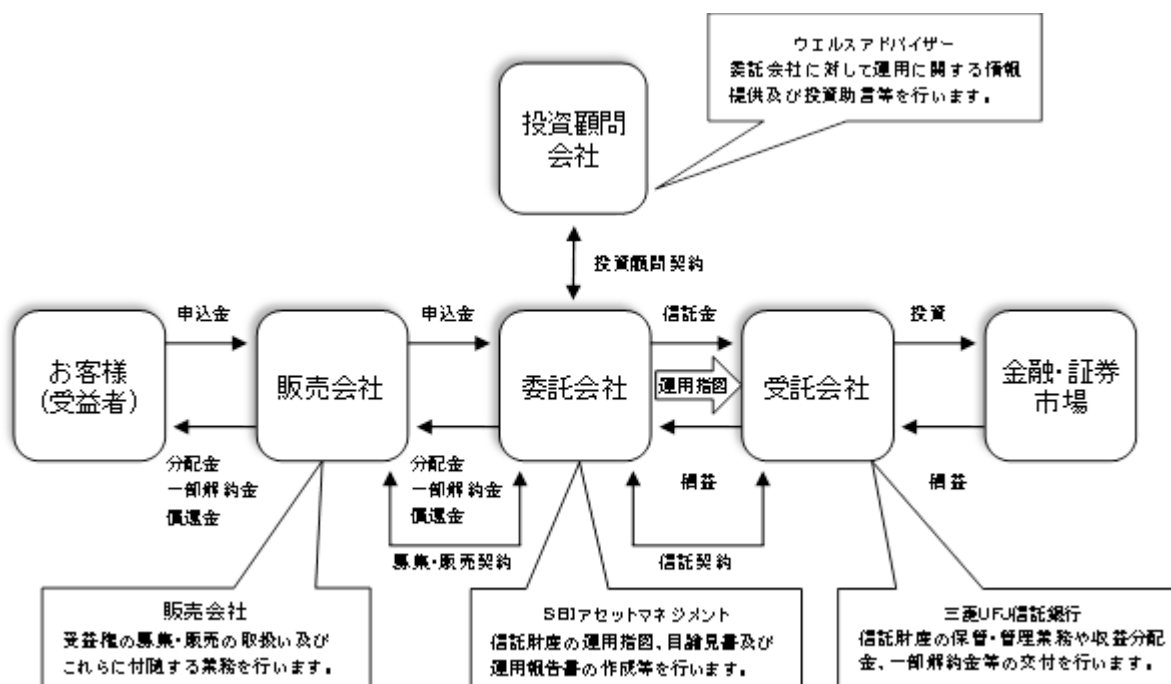 ウエルスアドバイザー
委託会社に対して運用に関する情報
提供及び投資助言等を行います。
投資顧問
会社
投資顧問契約
申込金
申込金
信託金
投資
お客様
(受益者)
販売会社
委託会社
運用指図
受託会社
金融・証券
市場
分配金
一部解約金
償還金
分配金
一部解約金
償還金
損益
損益
募集・販売契約
信託契約
販売会社
受益権の募集・販売の取扱い及び
これらに付随する業務を行います。
SBIアセットマネジメント
信託財産の運用指図、目論見書及び
運用報告書の作成等を行います。
三菱UFJ信託銀行
信託財産の保管・管理業務や収益分配
金、一部解約金等の交付を行います。